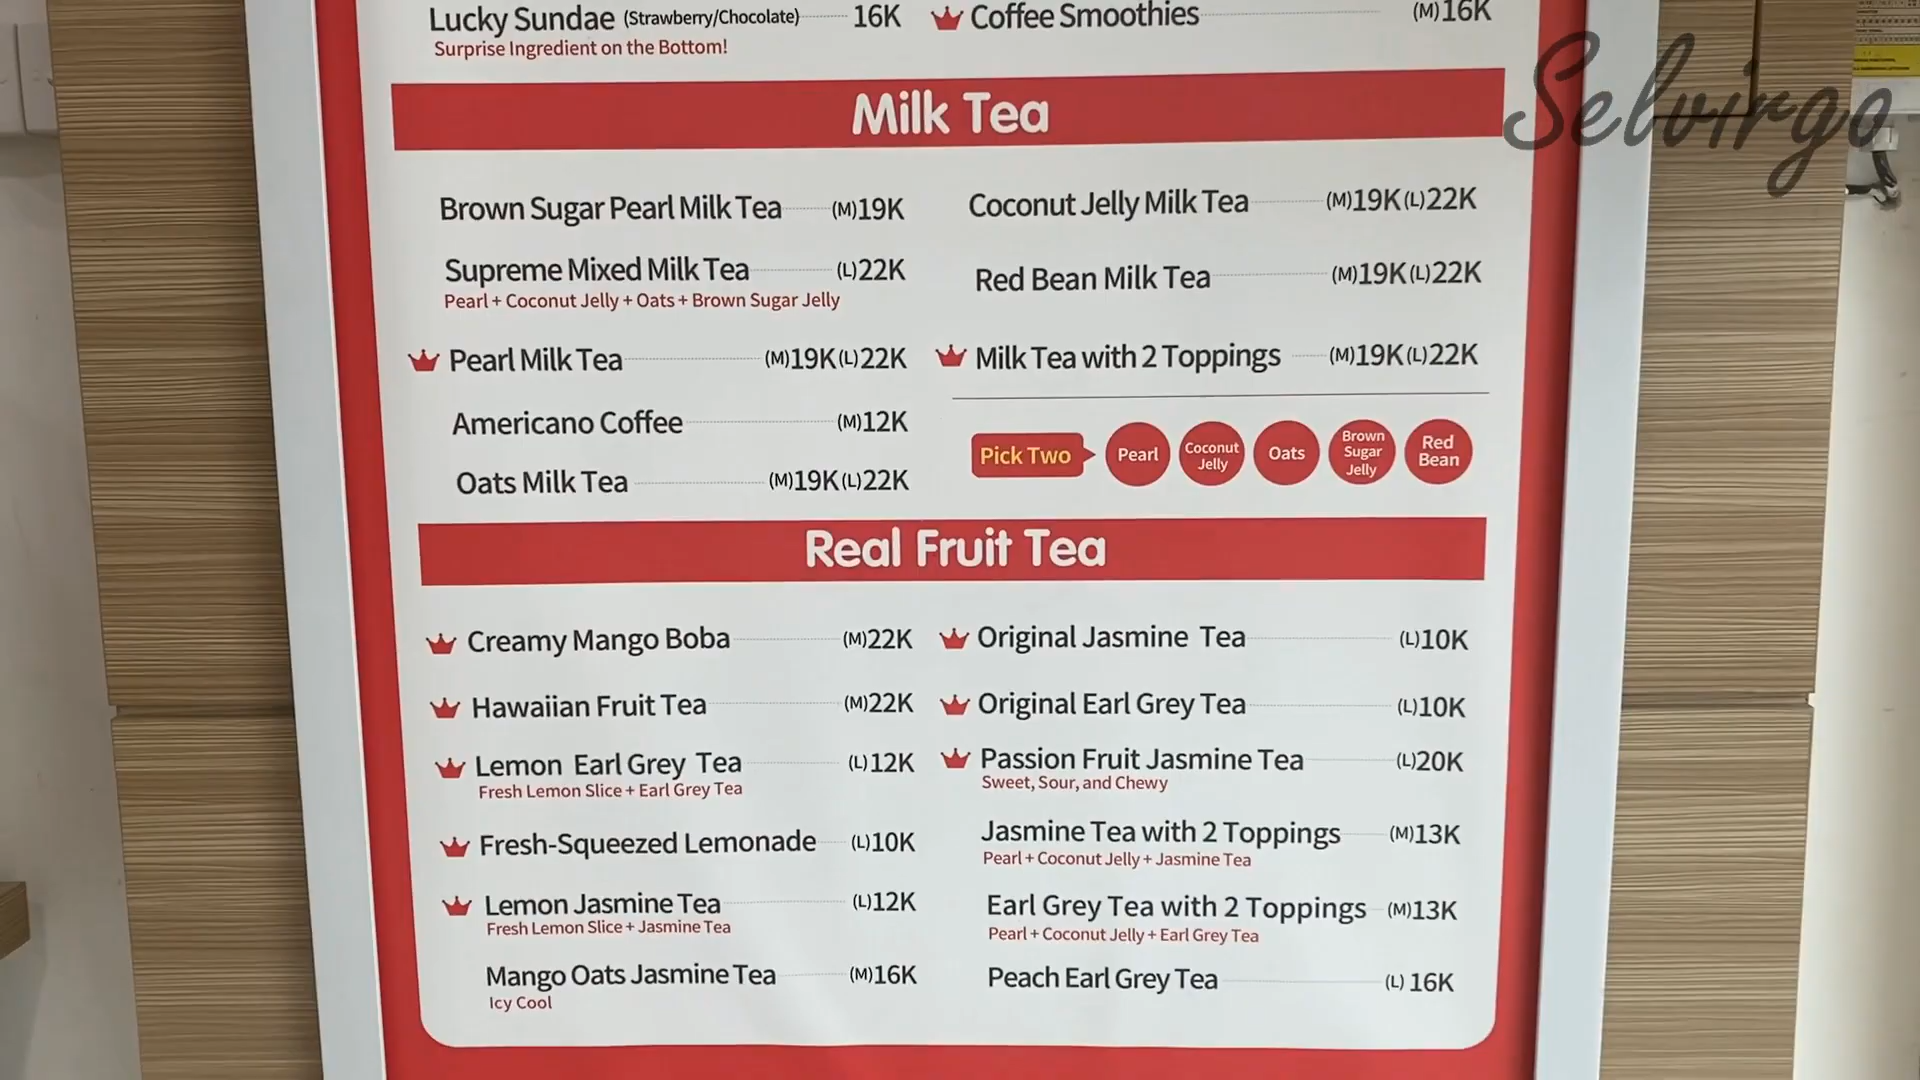 Lucky Sundae (Strawberry/Chocolate) 16K
Surprise Ingredient on the Bottom!
Coffee Smoothies (M)16K
Selvirgo
Milk Tea
Brown Sugar Pearl Milk Tea (M)19K
Supreme Mixed Milk Tea (L)22K
Pearl + Coconut Jelly + Oats + Brown Sugar Jelly
Pearl Milk Tea (M)19K(L)22K
Americano Coffee (M)12K
Oats Milk Tea (M)19K(L)22K
Coconut Jelly Milk Tea (M)19K(L)22K
Red Bean Milk Tea (M)19K(L)22K
Milk Tea with 2 Toppings (M)19K(L)22K
Pick Two
Pearl
Coconut
Jelly
Oats
Brown
Sugar
Jelly
Red
Bean
Real Fruit Tea
Creamy Mango Boba (M)22K
Hawaiian Fruit Tea (M)22K
Lemon Earl Grey Tea (L)12K
Fresh Lemon Slice + Earl Grey Tea
Fresh-Squeezed Lemonade (L)10K
Lemon Jasmine Tea (L)12K
Fresh Lemon Slice + Jasmine Tea
Mango Oats Jasmine Tea (M)16K
Icy Cool
Original Jasmine Tea (L)10K
Original Earl Grey Tea (L)10K
Passion Fruit Jasmine Tea (L)20K
Sweet, Sour, and Chewy
Jasmine Tea with 2 Toppings (M)13K
Pearl + Coconut Jelly + Jasmine Tea
Earl Grey Tea with 2 Toppings (M)13K
Pearl + Coconut Jelly + Earl Grey Tea
Peach Earl Grey Tea (L) 16K